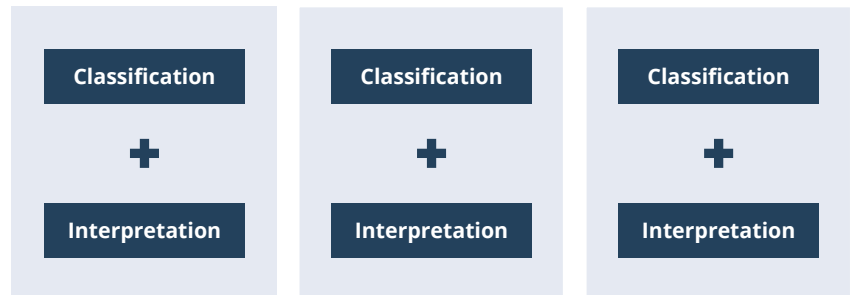 Classification
+
Interpretation
Classification
+
Interpretation
Classification
+
Interpretation